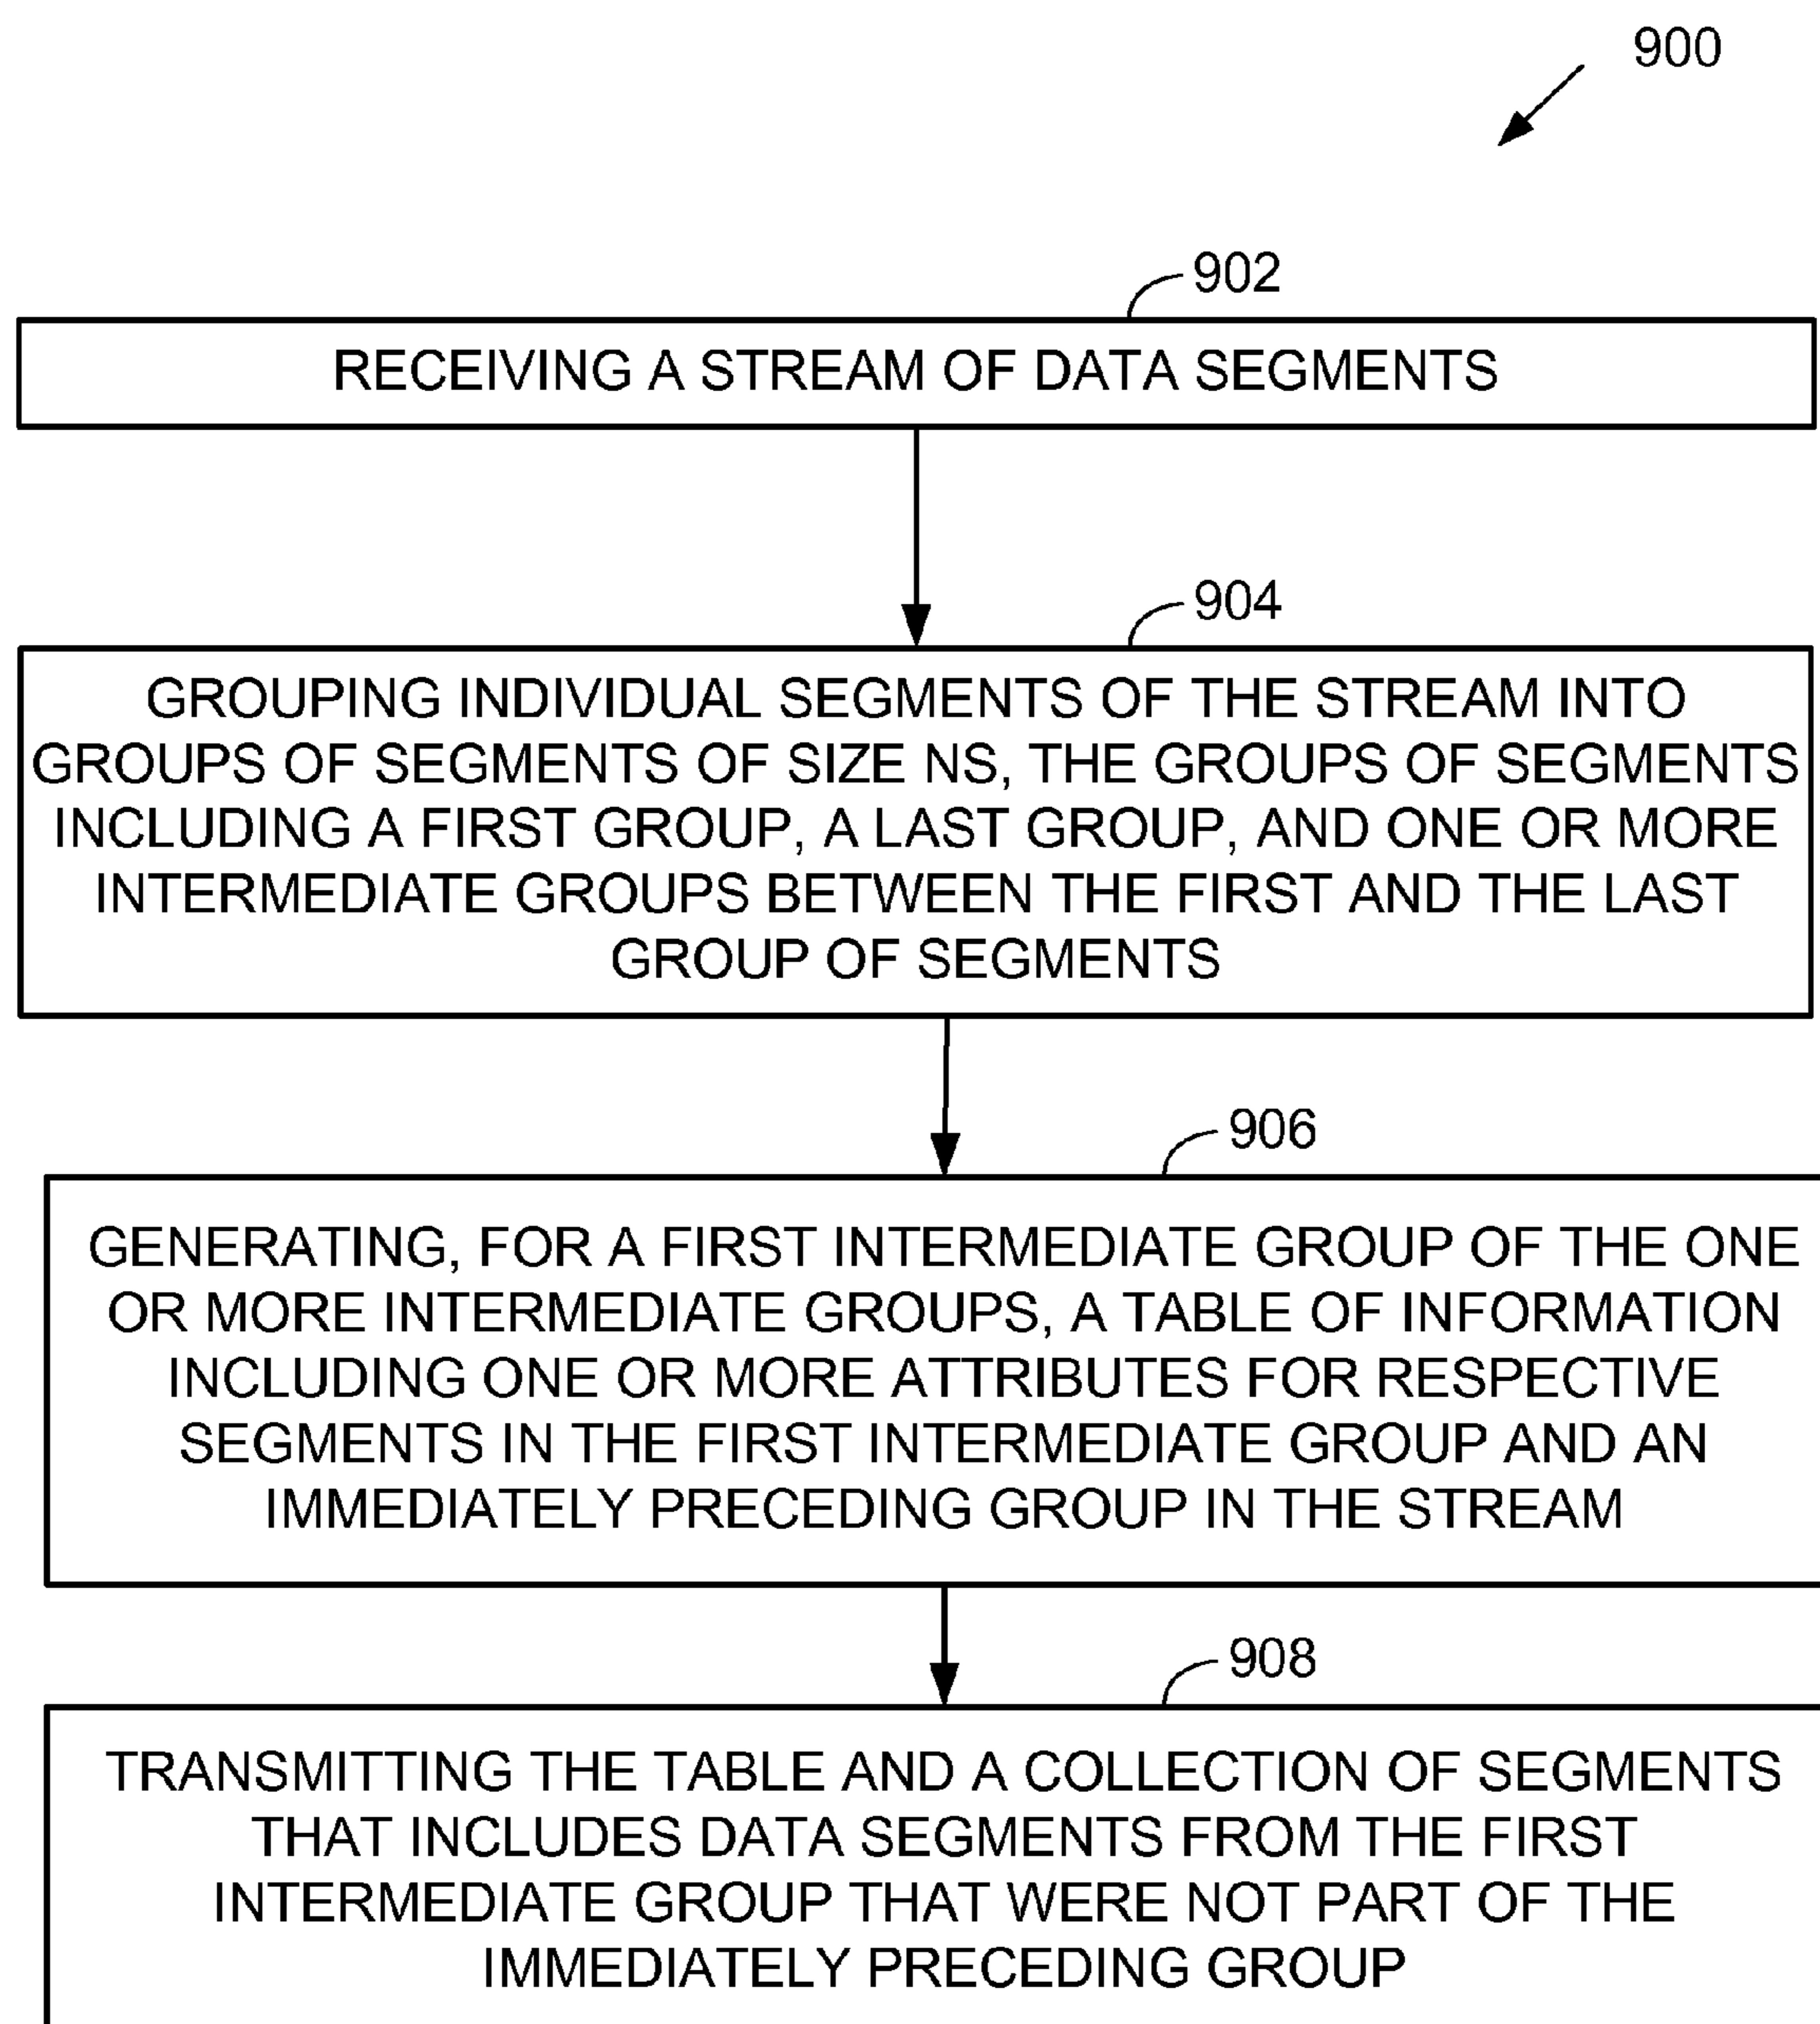 900
902
RECEIVING A STREAM OF DATA SEGMENTS
904
GROUPING INDIVIDUAL SEGMENTS OF THE STREAM INTO
GROUPS OF SEGMENTS OF SIZE NS, THE GROUPS OF SEGMENTS
INCLUDING A FIRST GROUP, A LAST GROUP, AND ONE OR MORE
INTERMEDIATE GROUPS BETWEEN THE FIRST AND THE LAST
GROUP OF SEGMENTS
906
GENERATING, FOR A FIRST INTERMEDIATE GROUP OF THE ONE
OR MORE INTERMEDIATE GROUPS, A TABLE OF INFORMATION
INCLUDING ONE OR MORE ATTRIBUTES FOR RESPECTIVE
SEGMENTS IN THE FIRST INTERMEDIATE GROUP AND AN
IMMEDIATELY PRECEDING GROUP IN THE STREAM
908
TRANSMITTING THE TABLE AND A COLLECTION OF SEGMENTS
THAT INCLUDES DATA SEGMENTS FROM THE FIRST
INTERMEDIATE GROUP THAT WERE NOT PART OF THE
IMMEDIATELY PRECEDING GROUP